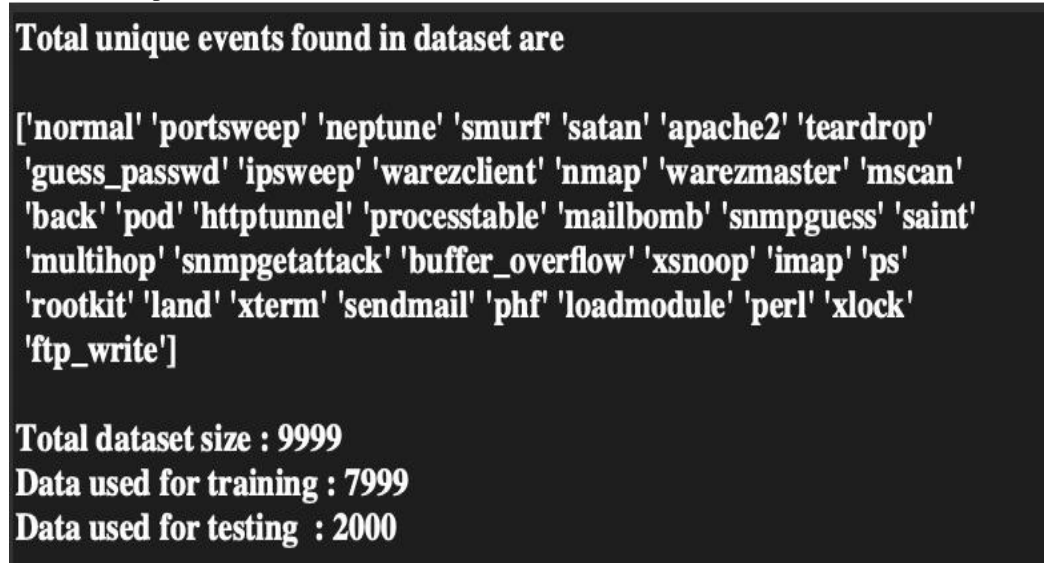 Total unique events found in dataset are
['normal' 'portsweep' 'neptune' 'smurf' 'satan' 'apache2' 'teardrop'
'guess_passwd' 'ipsweep' 'warezclient' 'nmap' 'warezmaster' 'mscan'
'back' 'pod' 'httptunnel' 'processtable' 'mailbomb' 'snmpguess' 'saint'
'multihop' 'snmpgetattack' 'buffer_overflow' 'xsnoop' 'imap' 'ps'
'rootkit' 'land' 'xterm' 'sendmail' 'phf' 'loadmodule' 'perl' 'xlock'
'ftp_write']
Total dataset size : 9999
Data used for training : 7999
Data used for testing  : 2000